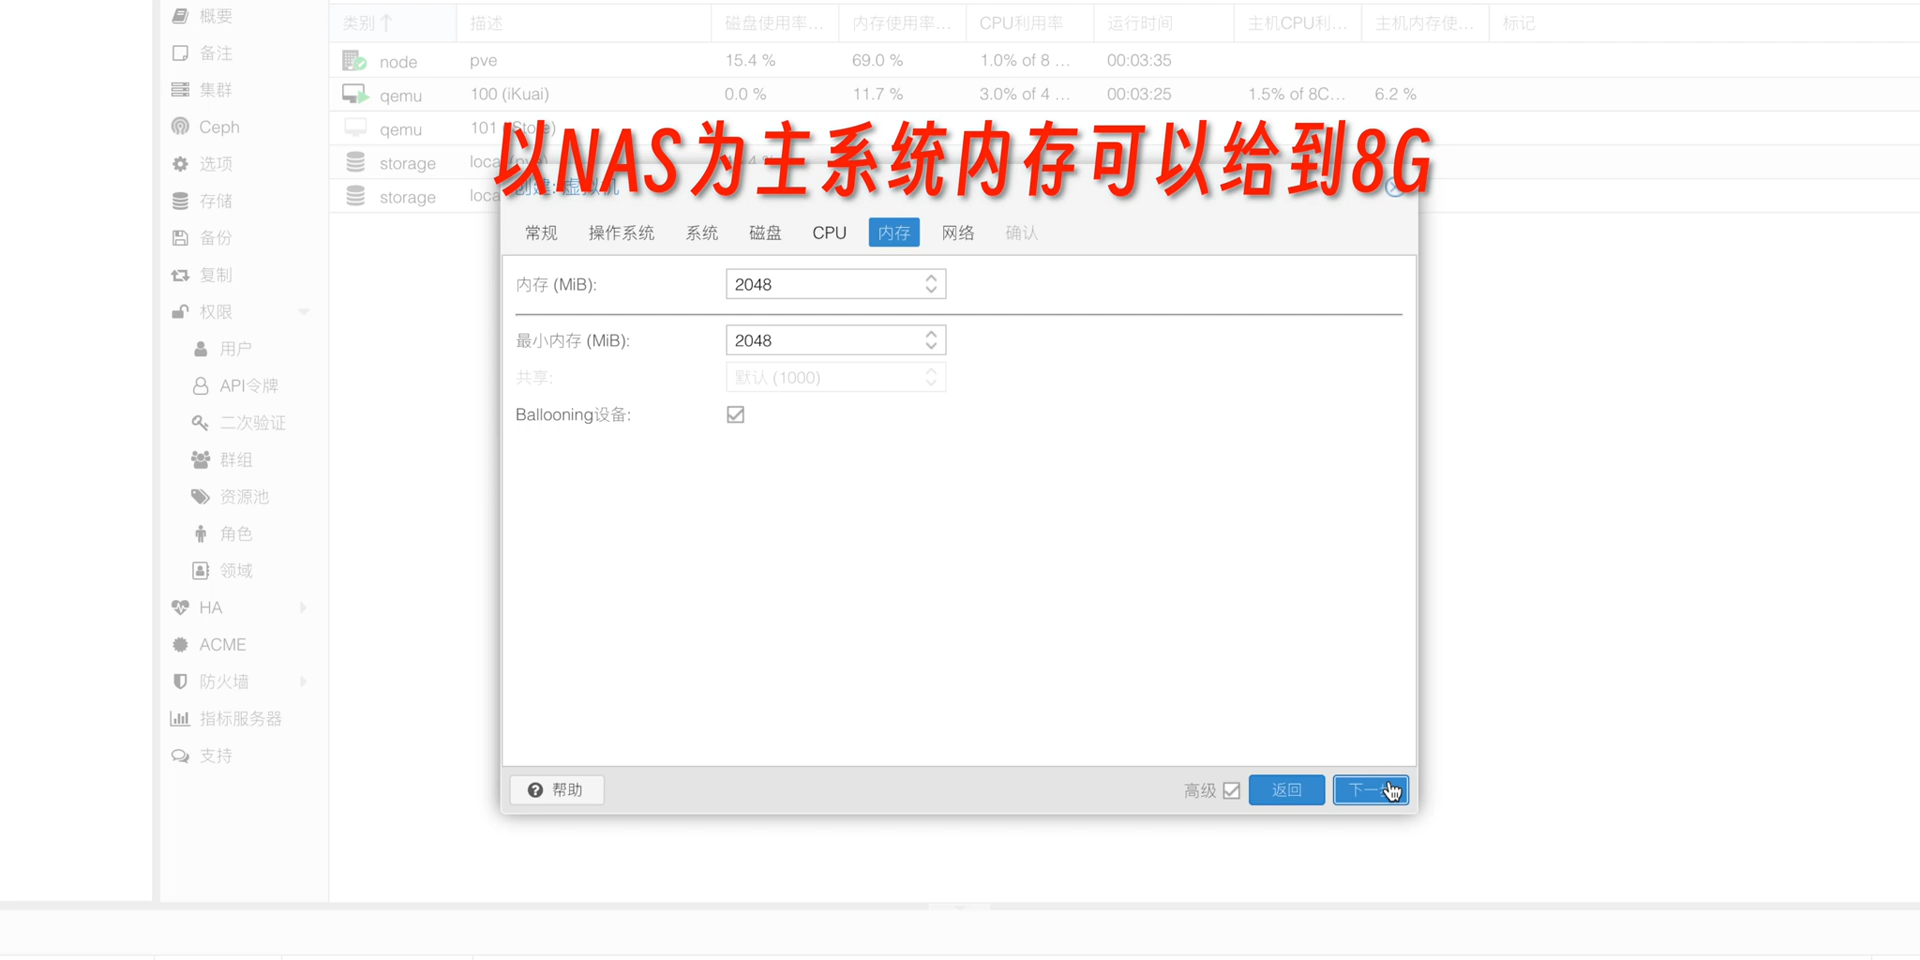 概要
备注
集群
Ceph
选项
存储
备份
复制
权限
用户
API令牌
二次验证
群组
资源池
角色
领域
HA
ACME
防火墙
指标服务器
支持
类别 描述 磁盘使用率... 内存使用率... CPU利用率 运行时间 主机CPU利... 主机内存使... 标记
node pve 15.4 % 69.0 % 1.0% of 8 ... 00:03:35
qemu 100 (iKuai) 0.0 % 11.7 % 3.0% of 4 ... 00:03:25 1.5% of 8C... 6.2 %
qemu 101
storage
storage
以NAS为主系统内存可以给到8G
创建: 虚拟机
常规 操作系统 系统 磁盘 CPU 内存 网络 确认
内存 (MiB): 2048
最小内存 (MiB): 2048
共享: 默认 (1000)
Ballooning设备:
帮助 高级 返回 下一